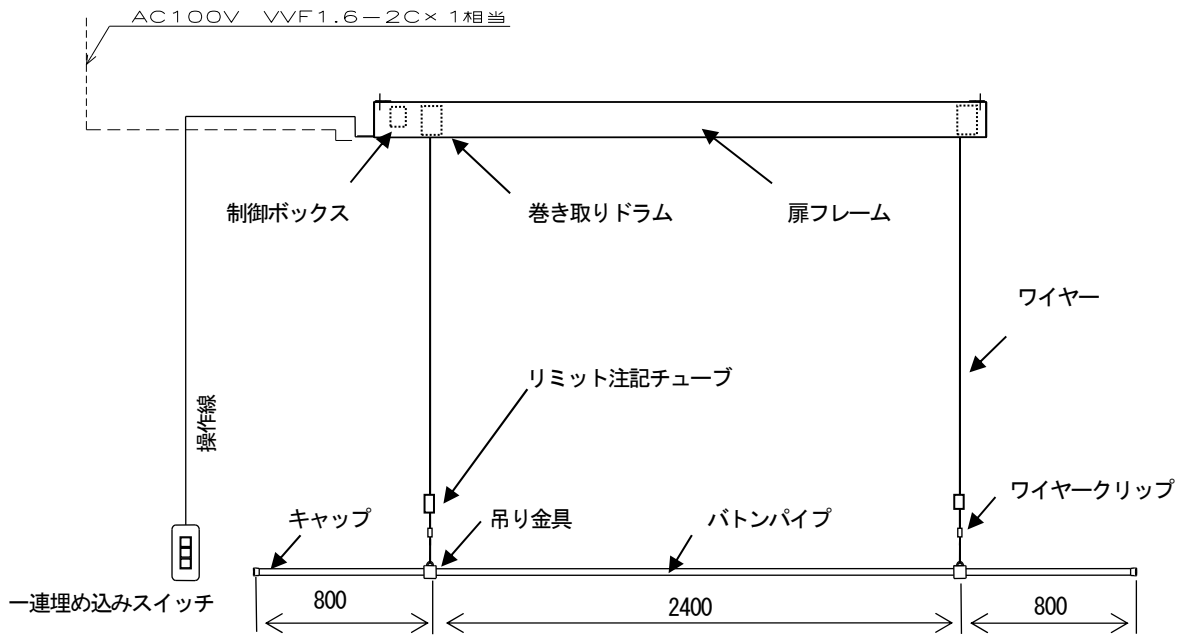 AC100V VVF1.6-2C×1相当
制御ボックス
巻き取りドラム
扉フレーム
ワイヤー
リミット注記チューブ
操作線
ワイヤークリップ
キャップ
吊り金具
バトンパイプ
一連埋め込みスイッチ
800
2400
800